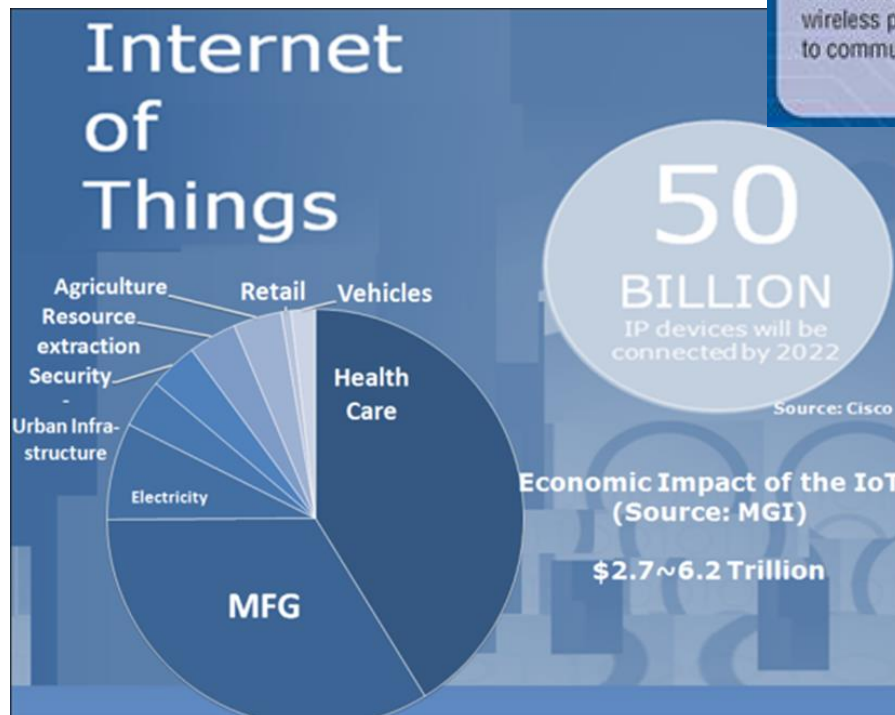 wireless
to
Internet
of
Things
50
BILLION
IP devices will be
connected by 2022
Source: Cisco
Agriculture
Retail
Vehicles
Resource
extraction
Security
-
Urban Infra-
structure
Electricity
Health
Care
MFG
Economic Impact of the IoT
(Source: MGI)
$2.7~6.2 Trillion